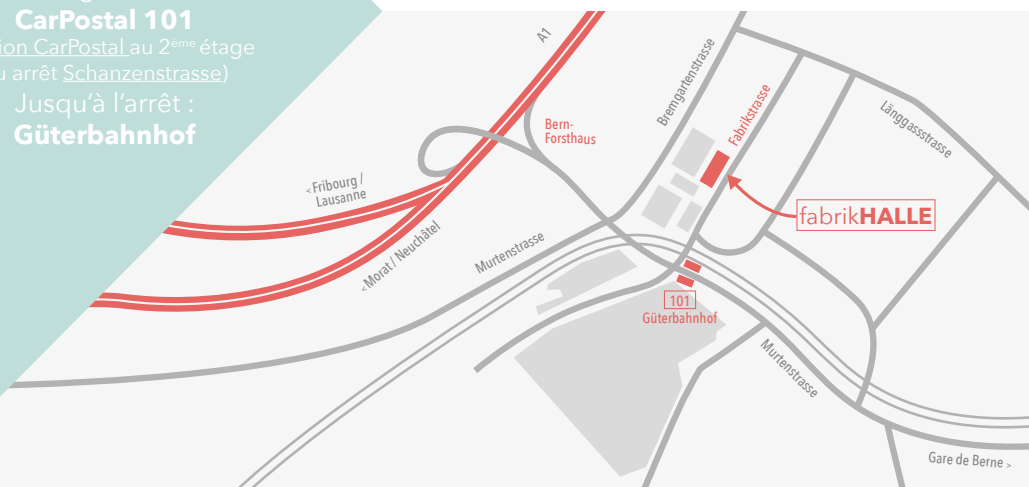 CarPostal 101
CarPostal au 2ème étage
arrêt Schanzenstrasse)
Jusqu'à l'arrêt :
Güterbahnhof
A1
Bern-
Forsthaus
Bremgartenstrasse
Fabrikstrasse
Länggassstrasse
<Fribourg /
Lausanne
<Morat / Neuchâtel
Murtenstrasse
fabrikHALLE
101
Güterbahnhof
Murtenstrasse
Gare de Berne >